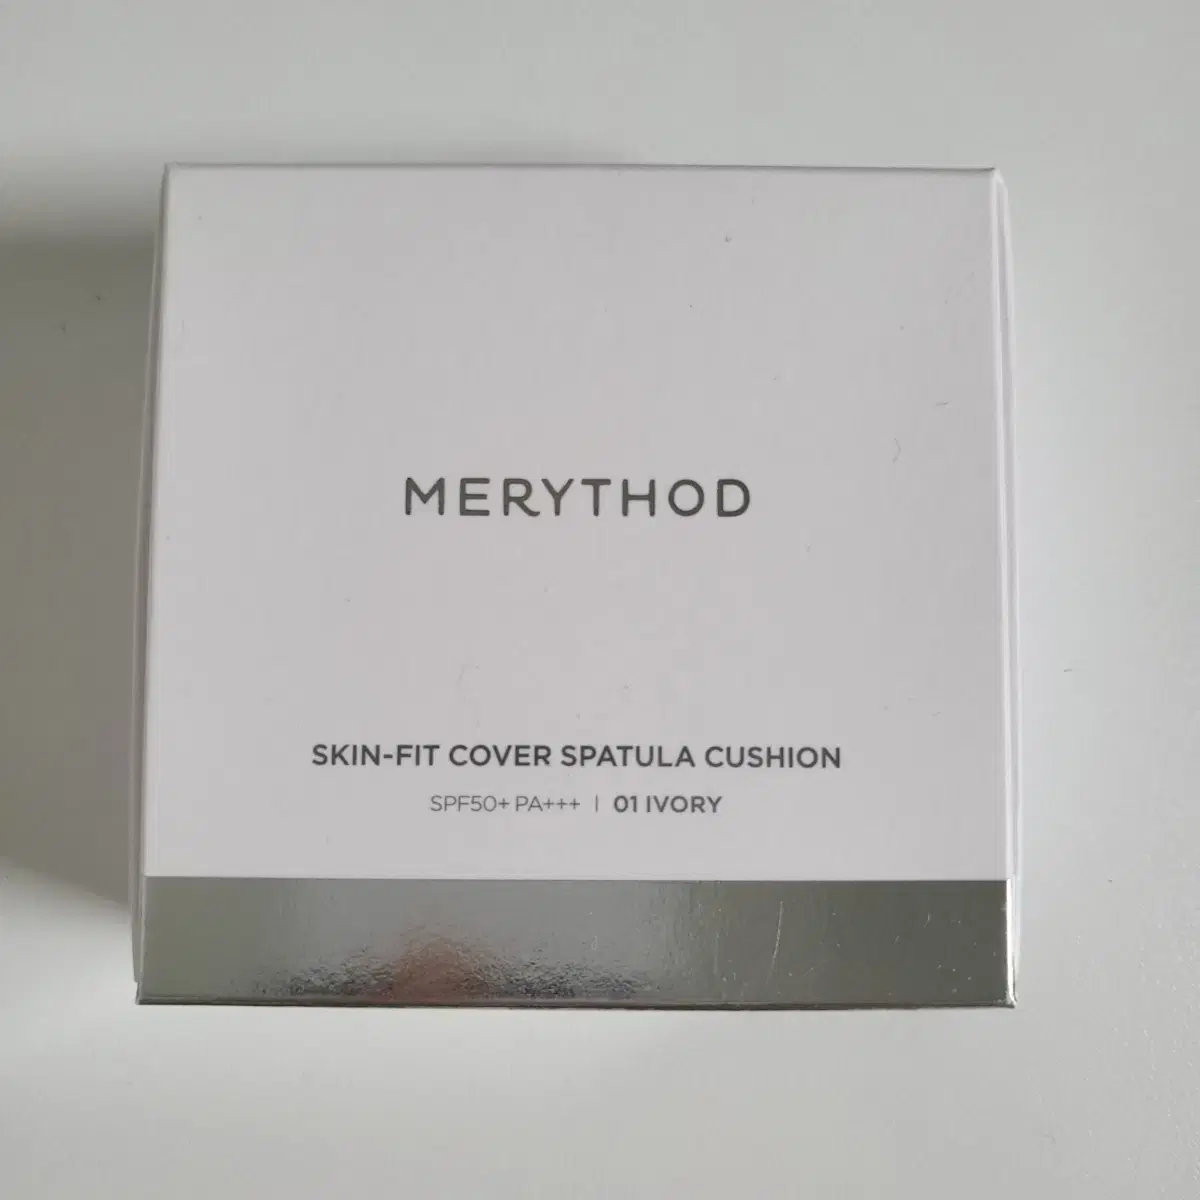 MERYTHOD
SKIN-FIT COVER SPATULA CUSHION
SPF50+ PA+++ | 01 IVORY